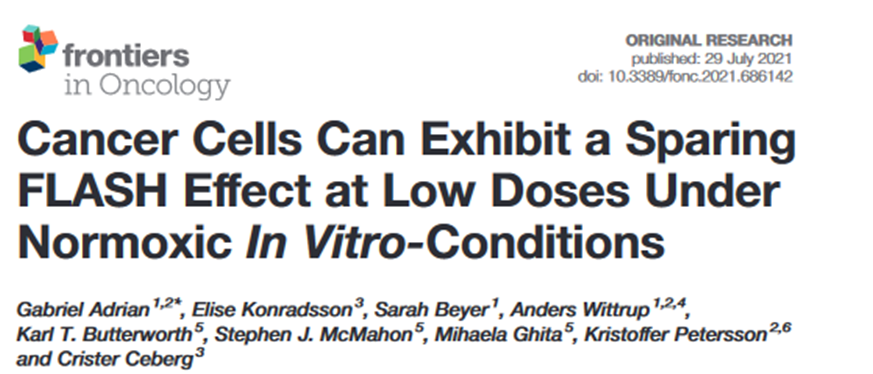 frontiers
in Oncology
ORIGINAL RESEARCH
published: 29 July 2021
doi: 10.3389/fonc.2021.686142
Cancer Cells Can Exhibit a Sparing
FLASH Effect at Low Doses Under
Normoxic In Vitro-Conditions
Gabriel Adrian 1,2*, Elise Konradsson 3, Sarah Beyer 1, Anders Wittrup 1,2,4,
Karl T. Butterworth 5, Stephen J. McMahon 5, Mihaela Ghita 5, Kristoffer Petersson 2,6
and Crister Ceberg 3